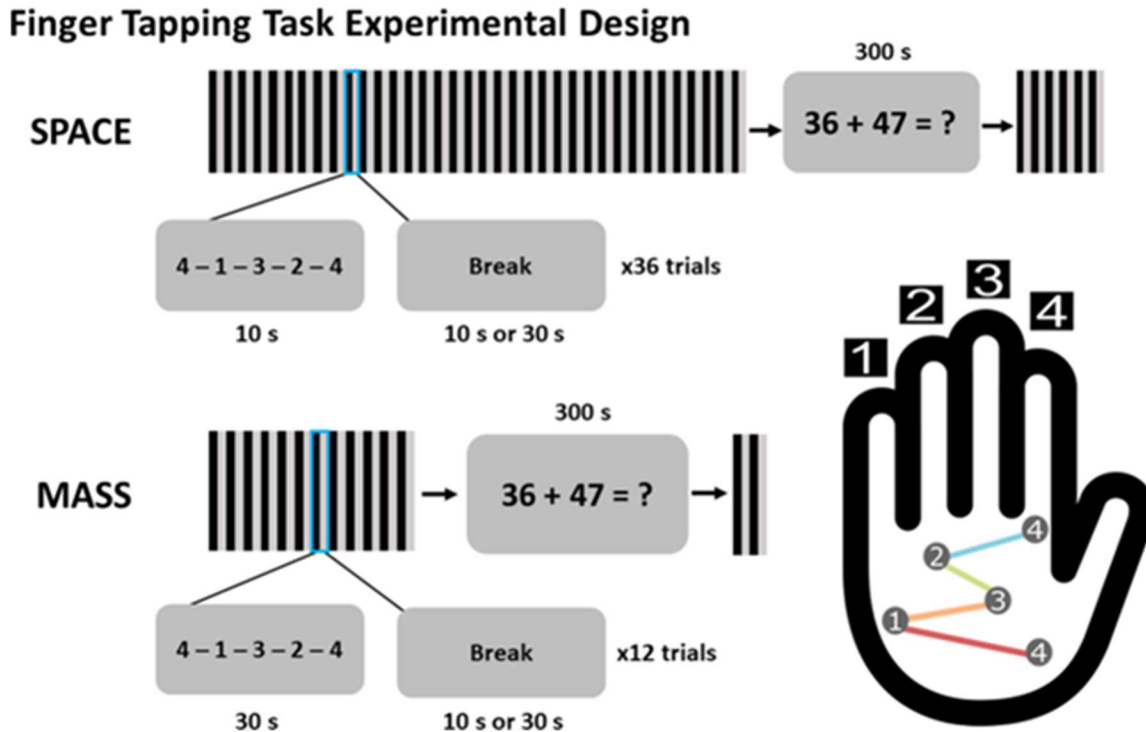 Finger Tapping Task Experimental Design
300 s
SPACE
36 + 47 = ?
4 – 1 – 3 – 2 – 4
Break
x36 trials
10 s
10 s or 30 s
300 s
MASS
36 + 47 = ?
4 – 1 – 3 – 2 – 4
Break
x12 trials
30 s
10 s or 30 s
1
2
3
4
4
2
3
1
4